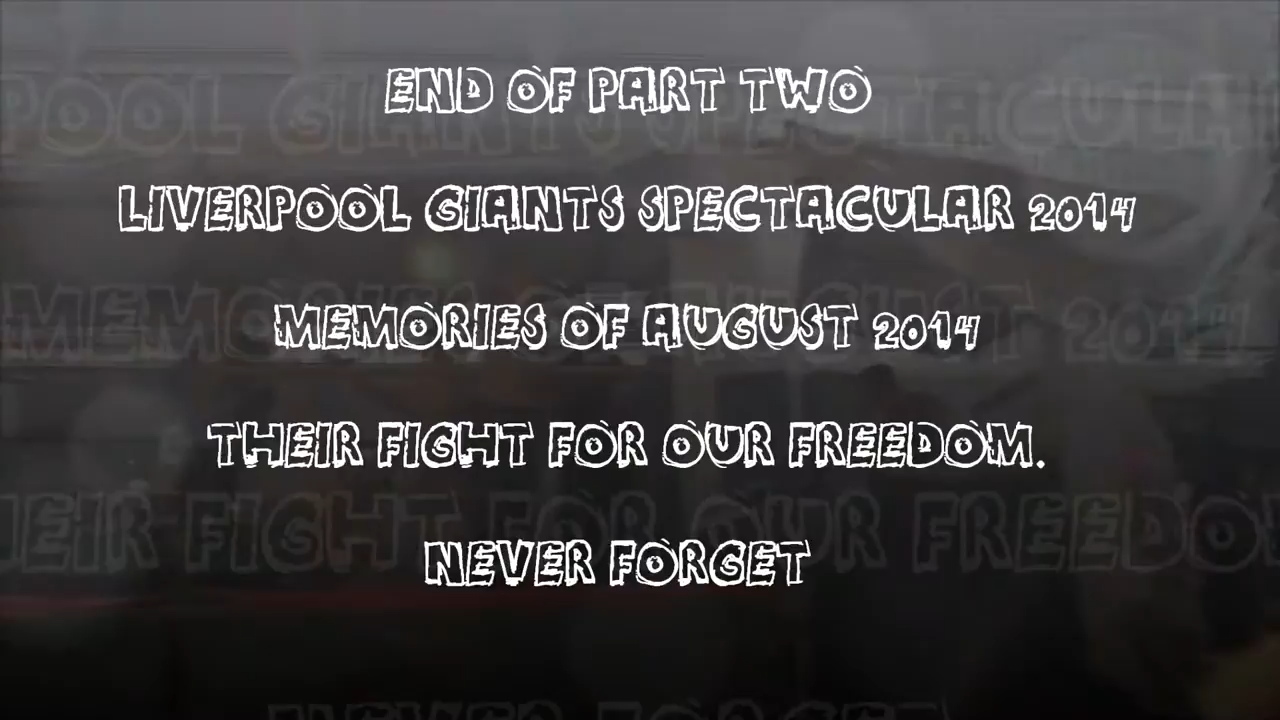 END OF PART TWO
LIVERPOOL GIANTS SPECTACULAR 2014
MEMORIES OF AUGUST 2014
THEIR FIGHT FOR OUR FREEDOM.
NEVER FORGET